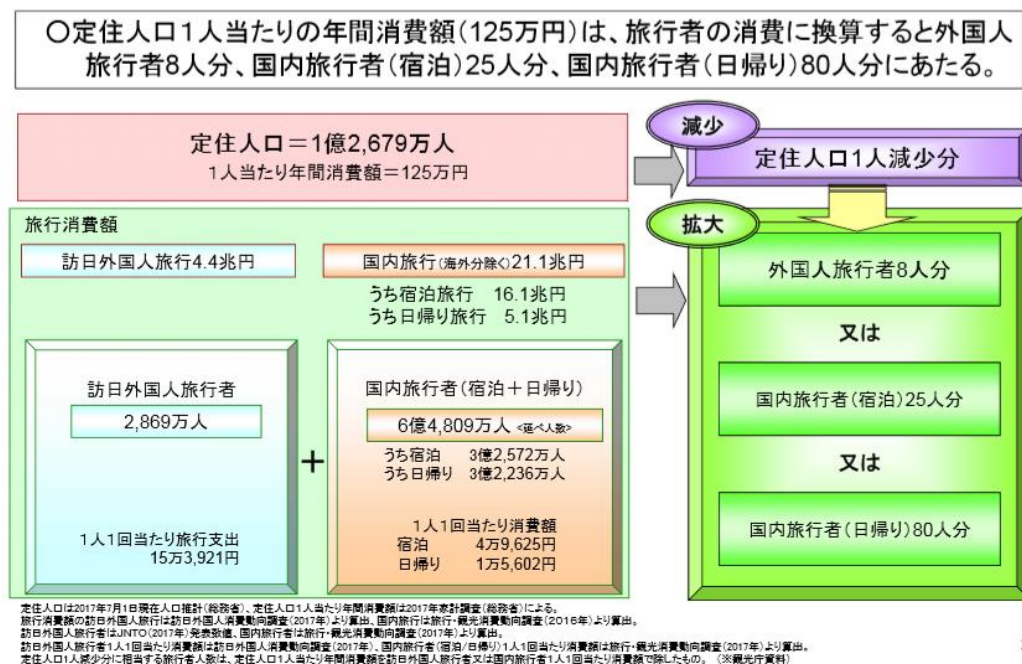 ○定住人口1人当たりの年間消費額(125万円)は、旅行者の消費に換算すると外国人
旅行者8人分、国内旅行者(宿泊)25人分、国内旅行者(日帰り)80人分にあたる。
定住人口＝1億2,679万人
1人当たり年間消費額＝125万円
減少
定住人口1人減少分
旅行消費額
訪日外国人旅行4.4兆円
国内旅行(海外分除く)21.1兆円
うち宿泊旅行 16.1兆円
うち日帰り旅行 5.1兆円
訪日外国人旅行者
2,869万人
1人1回当たり旅行支出
15万3,921円
+
国内旅行者(宿泊＋日帰り)
6億4,809万人 <延べ人数>
うち宿泊 3億2,572万人
うち日帰り 3億2,236万人
1人1回当たり消費額
宿泊 4万9,625円
日帰り 1万5,602円
拡大
外国人旅行者8人分
又は
国内旅行者(宿泊)25人分
又は
国内旅行者(日帰り)80人分
定住人口は2017年7月1日現在人口推計(総務省)、定住人口1人当たり年間消費額は2017年家計調査(総務省)による。
旅行消費額の訪日外国人旅行は訪日外国人消費動向調査(2017年)より算出、国内旅行は旅行・観光消費動向調査(2016年)より算出。
訪日外国人旅行者はJNTO(2017年)発表数値、国内旅行者は旅行・観光消費動向調査(2017年)より算出。
訪日外国人旅行者1人1回当たり消費額は訪日外国人消費動向調査(2017年)、国内旅行者(宿泊/日帰り)1人1回当たり消費額は旅行・観光消費動向調査(2017年)より算出。
定住人口1人減少分に相当する旅行者人数は、定住人口1人当たり年間消費額を訪日外国人旅行者又は国内旅行者1人1回当たり消費額で除したもの。 (※観光庁資料)